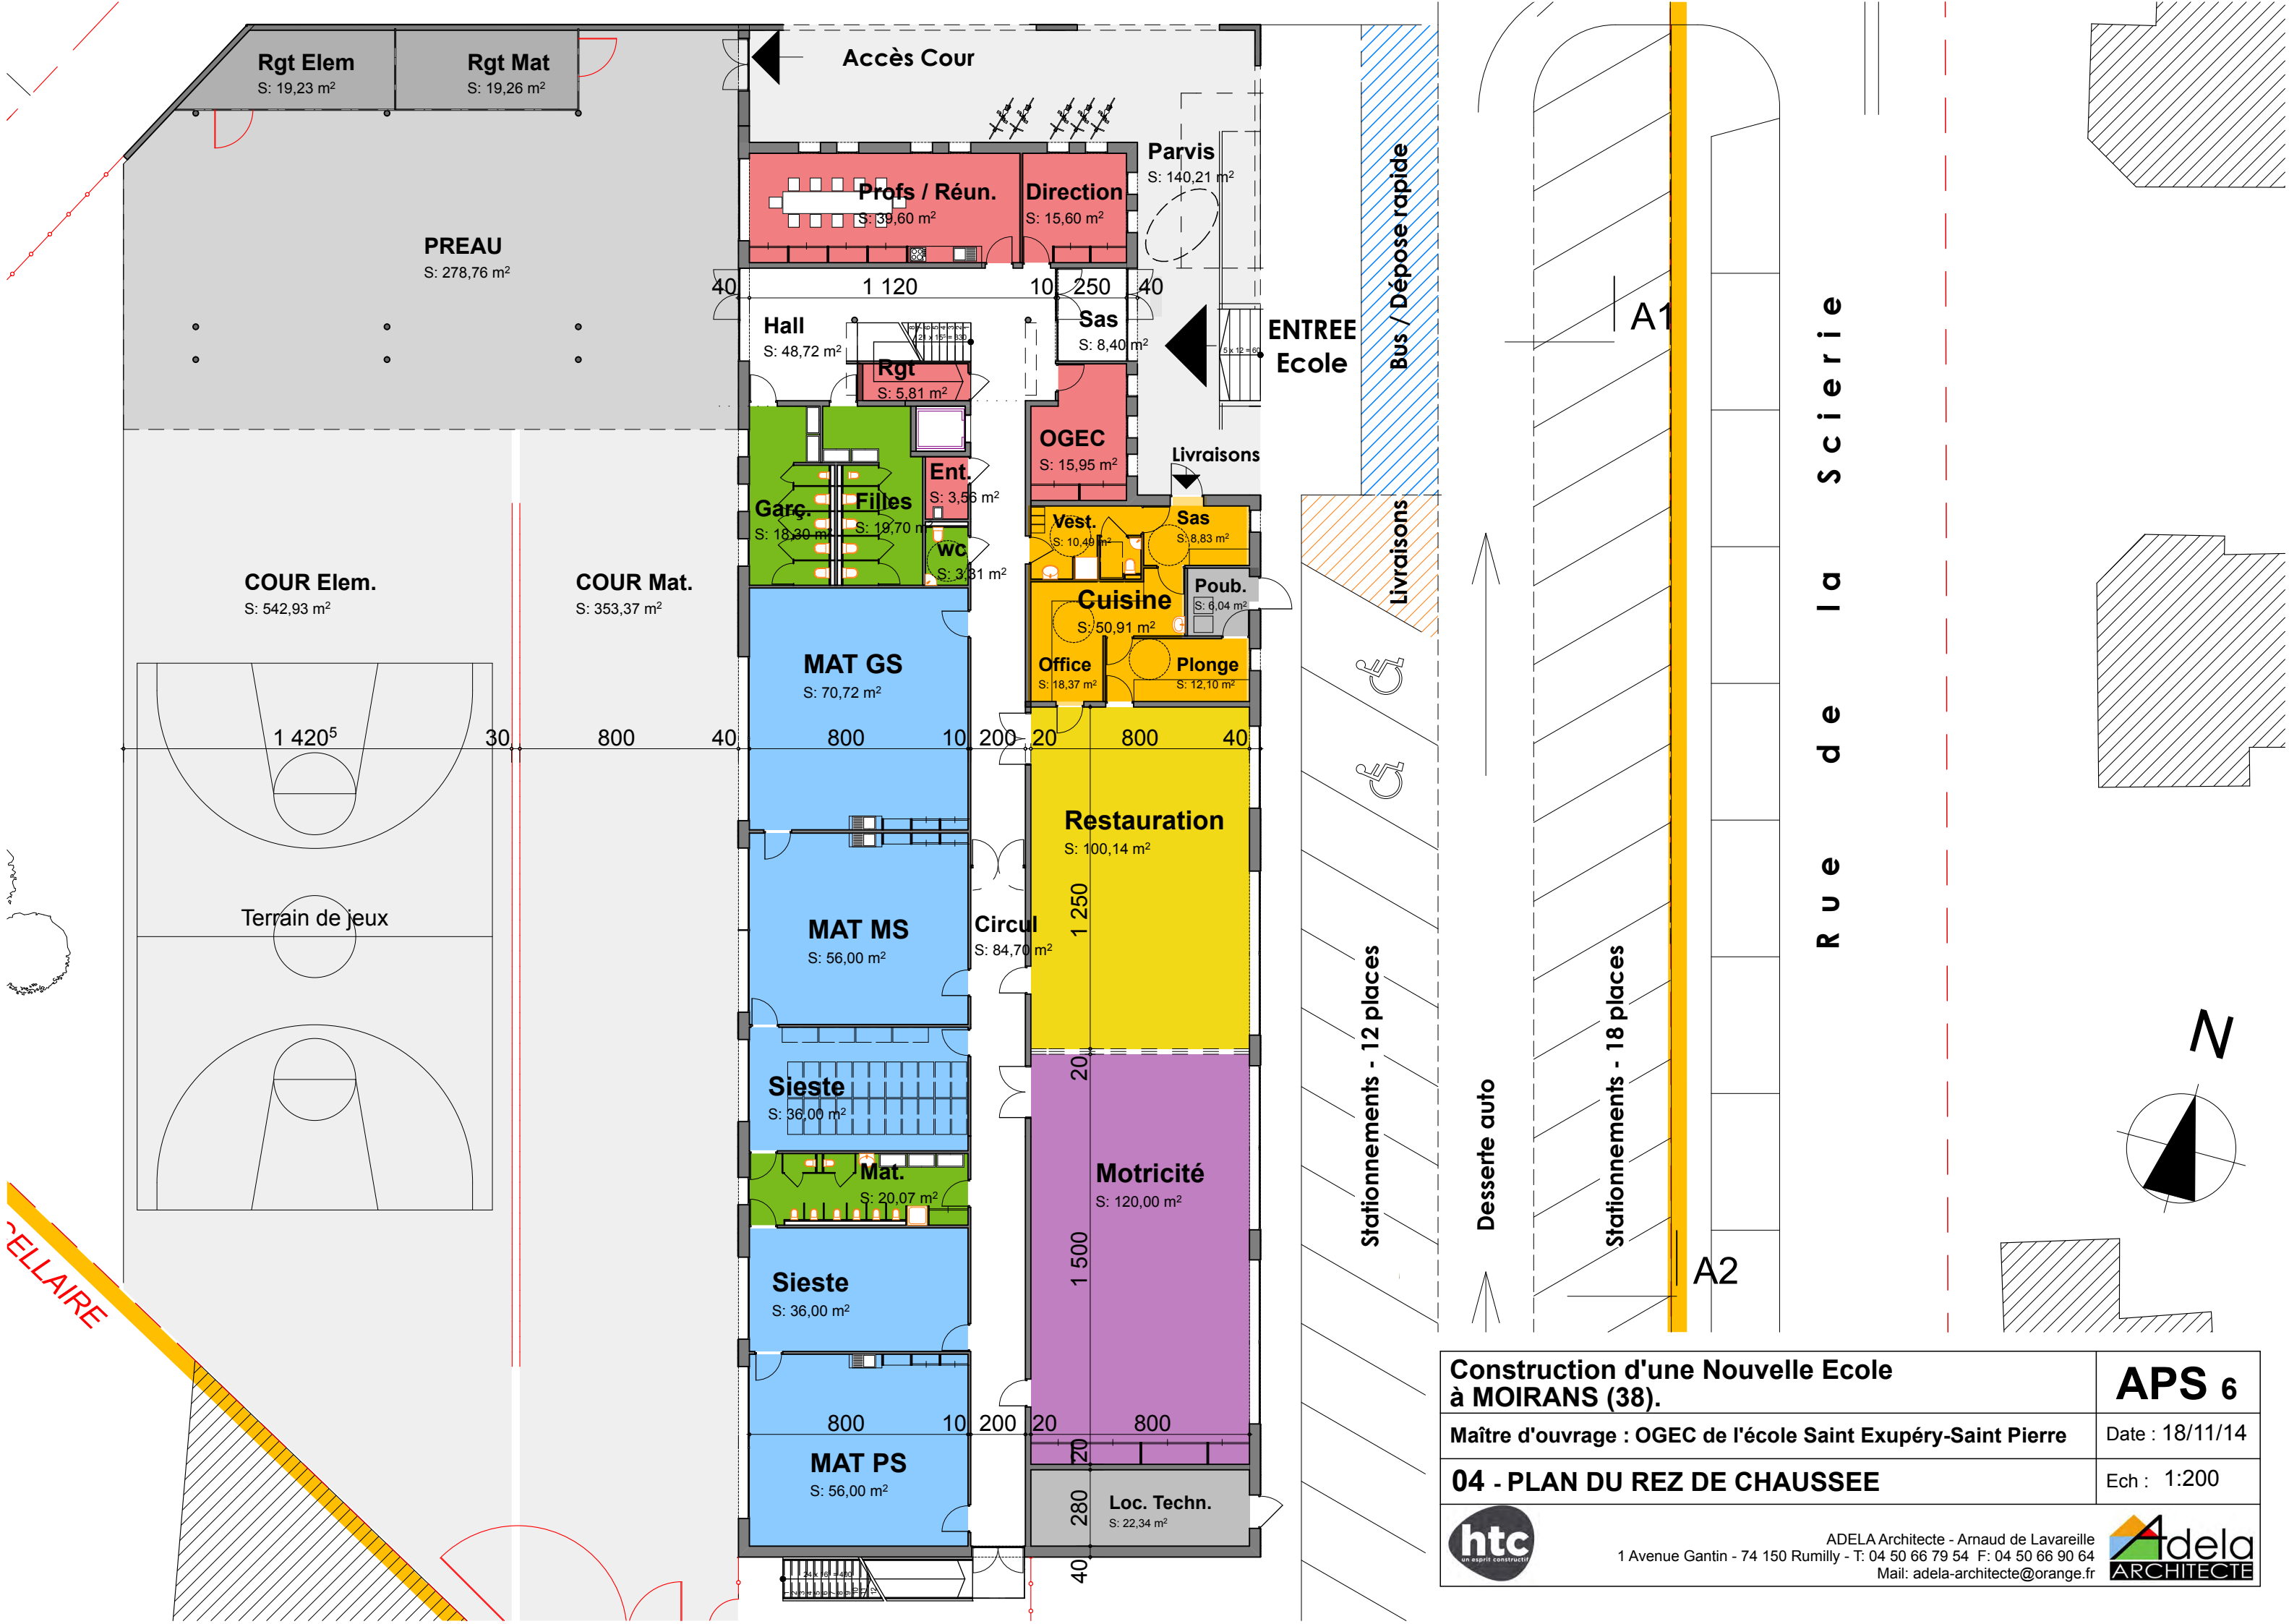 Rgt Elem
S: 19,23 m²
Rgt Mat
S: 19,26 m²
Accès Cour
PREAU
S: 278,76 m²
Profs / Réun.
S: 39,60 m²
Direction
S: 15,60 m²
Parvis
S: 140,21 m²
Bus / Dépose rapide
40
1 120
10
250
40
Hall
S: 48,72 m²
Sas
S: 8,40 m²
ENTREE
Ecole
5 x 12 = 60
A1
Rgt
S: 5,81 m²
OGEC
S: 15,95 m²
Livraisons
Ent.
S: 3,56 m²
Garç.
S: 18,30 m²
Filles
S: 19,70 m
wc
S: 3,31 m²
Vest.
S: 10,49 m²
Sas
S: 8,83 m²
Livraisons
COUR Elem.
S: 542,93 m²
COUR Mat.
S: 353,37 m²
Cuisine
S: 50,91 m²
Poub.
S: 6,04 m²
MAT GS
S: 70,72 m²
Office
S: 18,37 m²
Plonge
S: 12,10 m²
1 420⁵
30
800
40
800
10
200
20
800
40
Rue de la Scierie
Restauration
S: 100,14 m²
Terrain de jeux
MAT MS
S: 56,00 m²
Circul
S: 84,70 m²
1 250
Stationnements - 12 places
Desserte auto
Stationnements - 18 places
N
Sieste
S: 36,00 m²
20
Mat.
S: 20,07 m²
Motricité
S: 120,00 m²
1 500
CELLAIRE
Sieste
S: 36,00 m²
A2
800
10
200
20
800
20
MAT PS
S: 56,00 m²
280
Loc. Techn.
S: 22,34 m²
40
Construction d'une Nouvelle Ecole
à MOIRANS (38).
APS 6
Maître d'ouvrage : OGEC de l'école Saint Exupéry-Saint Pierre
Date : 18/11/14
04 - PLAN DU REZ DE CHAUSSEE
Ech : 1:200
htc
un esprit constructif
ADELA Architecte - Arnaud de Lavareille
1 Avenue Gantin - 74 150 Rumilly - T: 04 50 66 79 54 F: 04 50 66 90 64
Mail: adela-architecte@orange.fr
Adela
ARCHITECTE